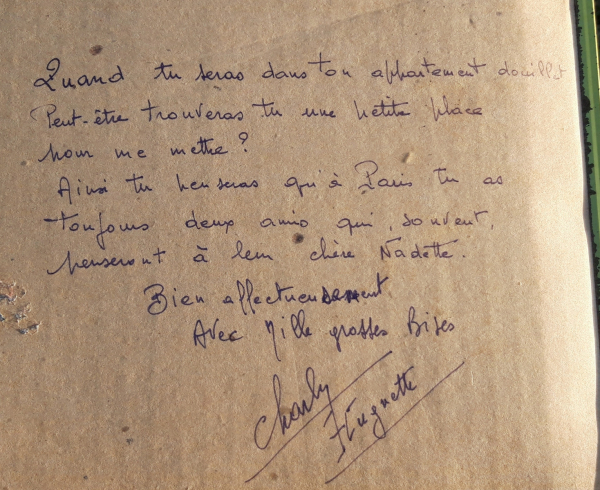 Quand tu seras dans ton appartement douillet
Peut-être trouveras tu une petite place
pour me mettre ?
Ainsi tu penseras qu'à Paris tu as
toujours deux amis qui, souvent,
penseront à leur chère Nadette.
Bien affectueusement
Avec Mille grosses Bises
Charly
Huguette